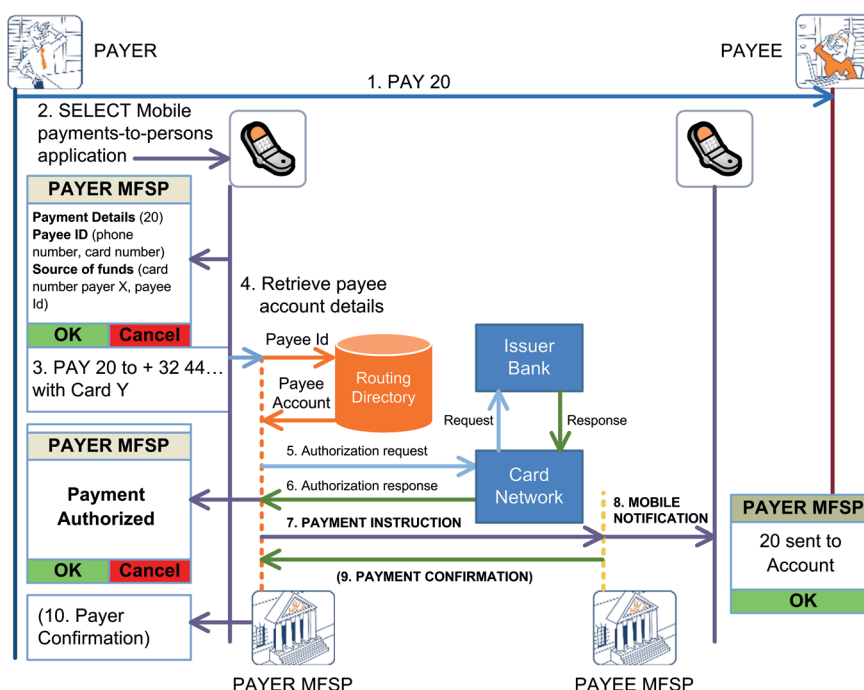 PAYER
PAYEE
1. PAY 20
2. SELECT Mobile
payments-to-persons
application
PAYER MFSP
Payment Details (20)
Payee ID (phone
number, card number)
Source of funds (card
number payer X, payee
Id)
OK
Cancel
3. PAY 20 to + 32 44…
with Card Y
4. Retrieve payee
account details
Payee Id
Payee
Account
Routing
Directory
Issuer
Bank
Request
Response
5. Authorization request
6. Authorization response
Card
Network
PAYER MFSP
Payment
Authorized
OK
Cancel
7. PAYMENT INSTRUCTION
8. MOBILE
NOTIFICATION
(9. PAYMENT CONFIRMATION)
PAYER MFSP
20 sent to
Account
OK
(10. Payer
Confirmation)
PAYER MFSP
PAYEE MFSP